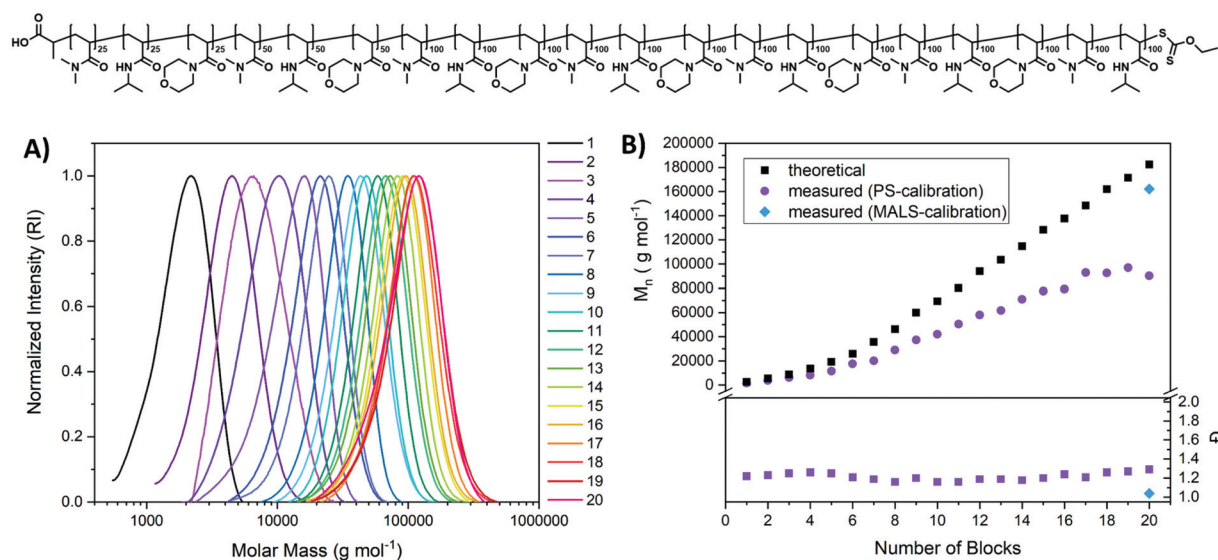 O
HO
S
O
25 25 25 50 50 50 100 100 100 100 100 100 100 100 100 100 100 100 100 100
S
N O HN O N O N O HN O N O N O HN O N O N O HN O N O N O HN O N O N O HN O N O N O HN O
O O O O O O
A)
1.0
0.8
0.6
0.4
0.2
0.0
Normalized Intensity (RI)
1000 10000 100000 1000000
Molar Mass (g mol⁻¹)
1
2
3
4
5
6
7
8
9
10
11
12
13
14
15
16
17
18
19
20
B)
200000
180000
160000
140000
120000
100000
80000
60000
40000
20000
0
Mn ( g mol⁻¹)
theoretical
measured (PS-calibration)
measured (MALS-calibration)
2.0
1.8
1.6
1.4
1.2
1.0
0 2 4 6 8 10 12 14 16 18 20
Number of Blocks